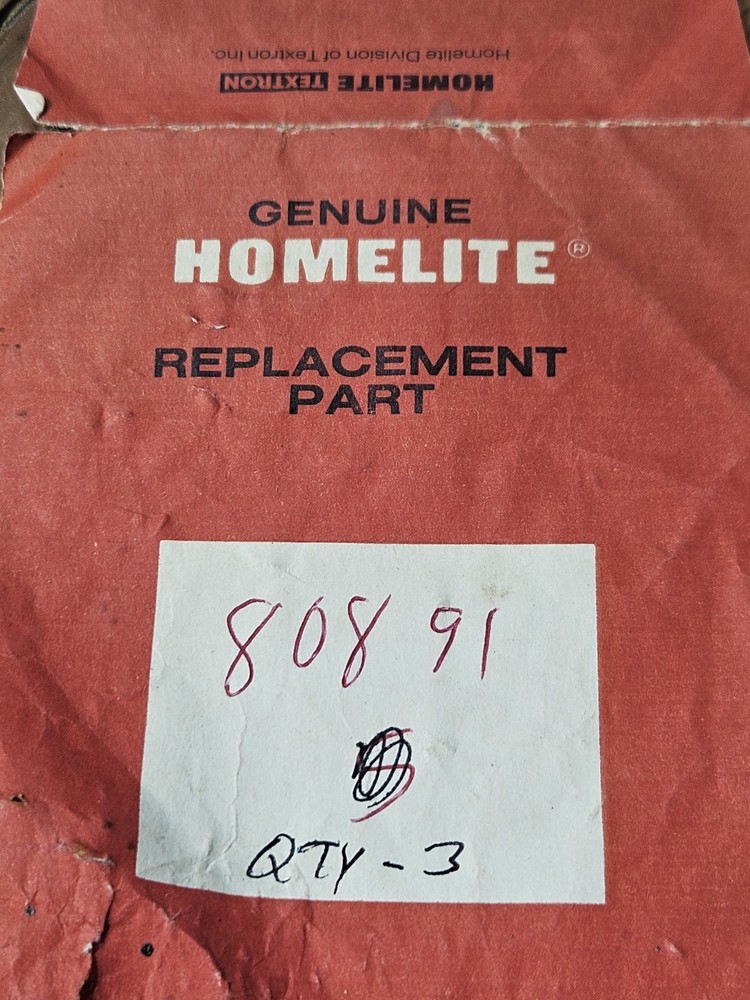 Homelite Division of Textron Inc.
HOMELITE TEXTRON
GENUINE
HOMELITE®
REPLACEMENT
PART
808 91
QTY - 3